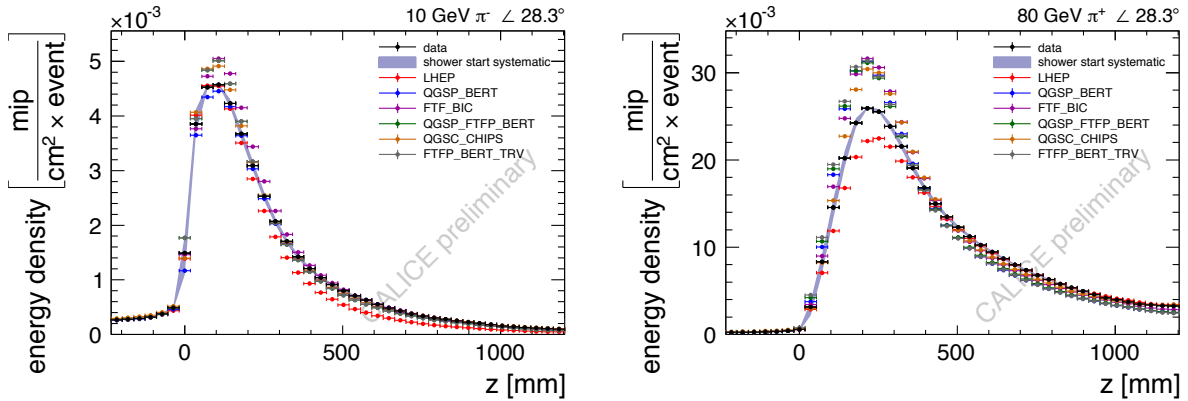 ×10⁻³ 10 GeV π⁻ ∠ 28.3°
energy density [mip / cm² × event]
5
4
3
2
1
0
data
shower start systematic
LHEP
QGSP_BERT
FTF_BIC
QGSP_FTFP_BERT
QGSC_CHIPS
FTFP_BERT_TRV
CALICE preliminary
0 500 1000
z [mm]
×10⁻³ 80 GeV π⁺ ∠ 28.3°
energy density [mip / cm² × event]
30
20
10
0
data
shower start systematic
LHEP
QGSP_BERT
FTF_BIC
QGSP_FTFP_BERT
QGSC_CHIPS
FTFP_BERT_TRV
CALICE preliminary
0 500 1000
z [mm]